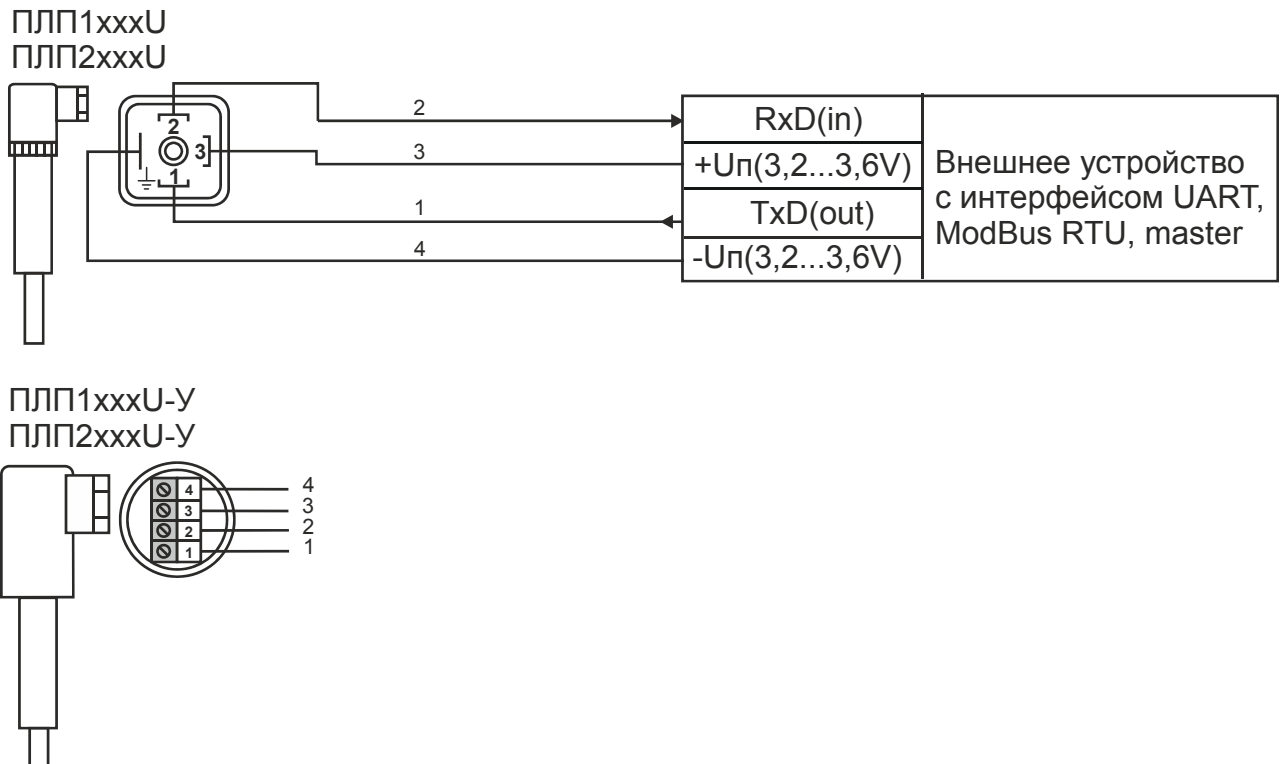 ПЛП1xxxU
ПЛП2xxxU
2
3
1
2
3
1
4
RxD(in)
+Uп(3,2...3,6V)
TxD(out)
-Uп(3,2...3,6V)
Внешнее устройство
с интерфейсом UART,
ModBus RTU, master
ПЛП1xxxU-У
ПЛП2xxxU-У
4 4
3 3
2 2
1 1